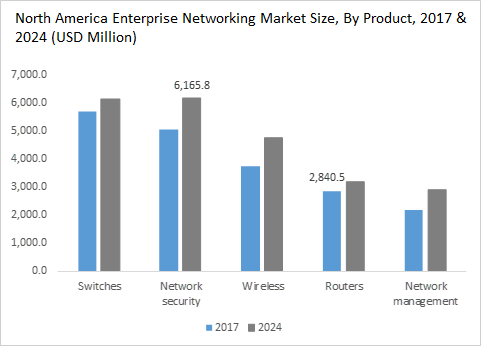 North America Enterprise Networking Market Size, By Product, 2017 &
2024 (USD Million)
7,000.0
6,000.0
5,000.0
4,000.0
3,000.0
2,000.0
1,000.0
0.0
6,165.8
2,840.5
Switches
Network
security
Wireless
Routers
Network
management
2017
2024